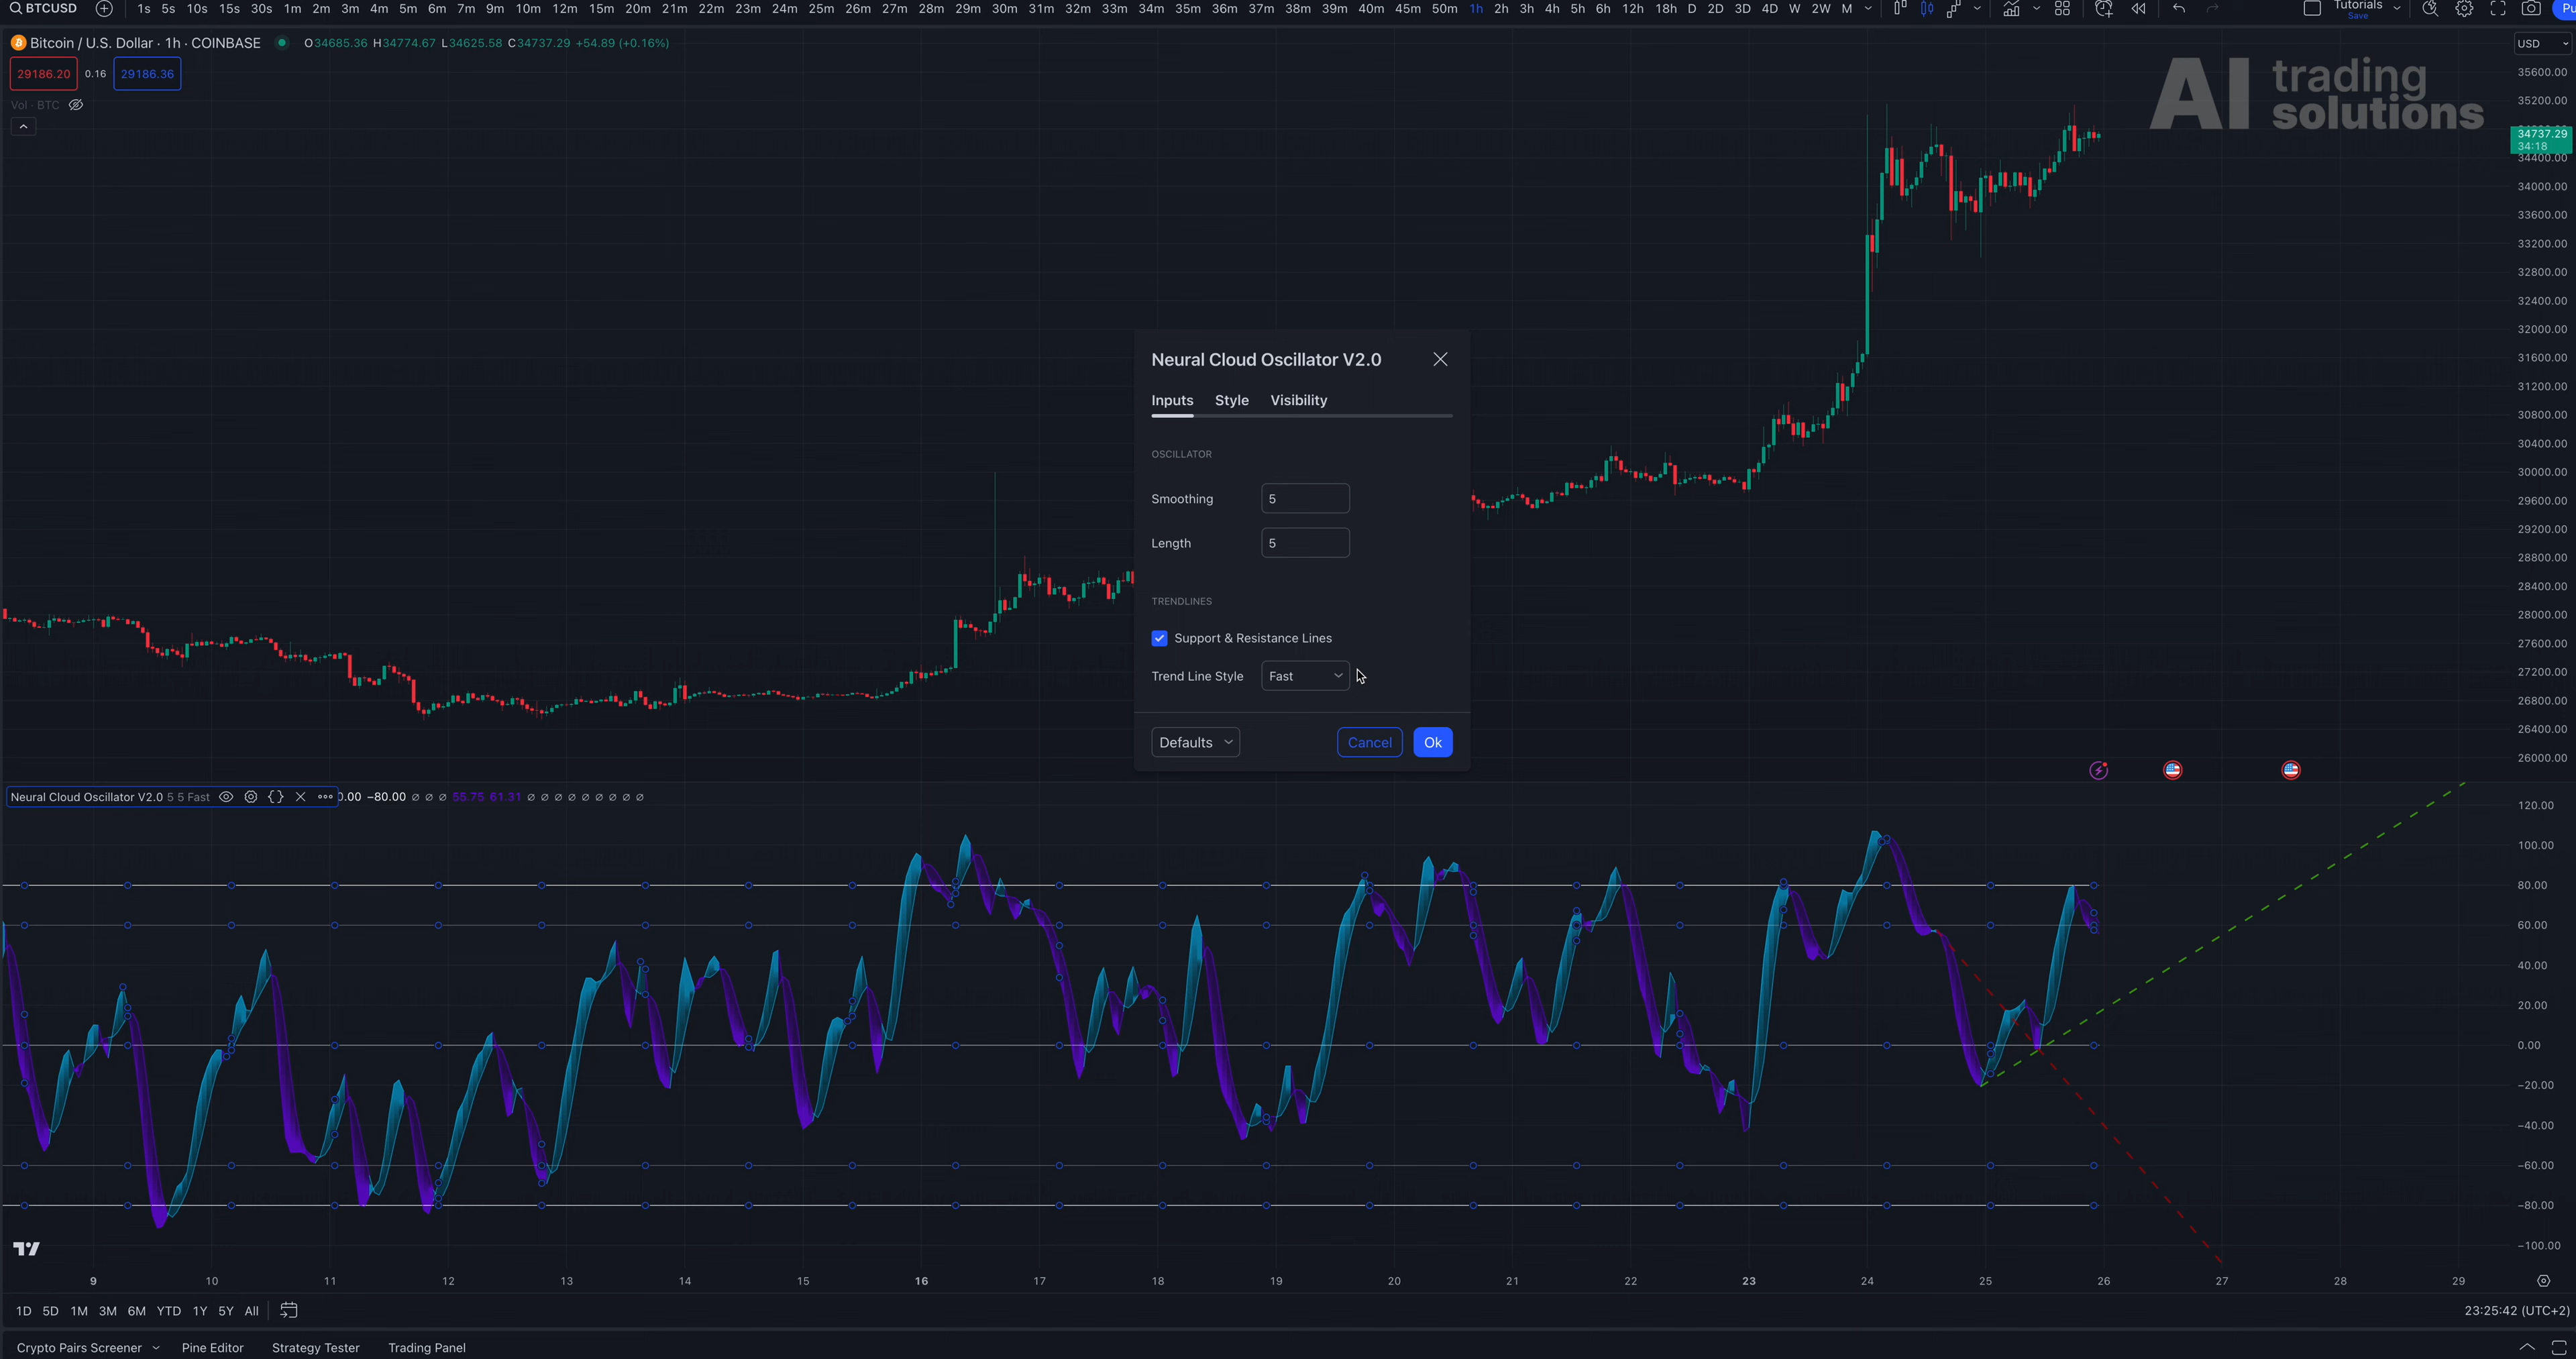 BTCUSD 1s 5s 10s 15s 30s 1m 2m 3m 4m 5m 6m 7m 9m 10m 12m 15m 20m 21m 22m 23m 24m 25m 26m 27m 28m 29m 30m 31m 32m 33m 34m 35m 36m 37m 38m 39m 40m 45m 50m 1h 2h 3h 4h 5h 6h 12h 18h D 2D 3D 4D W 2W M Tutorials Pu
Save
Bitcoin / U.S. Dollar · 1h · COINBASE O34685.36 H34774.67 L34625.58 C34737.29 +54.89 (+0.16%) USD
29186.20 0.16 29186.36
Vol · BTC
AI trading
solutions
35600.00
35200.00
34737.29
34:18
34400.00
34000.00
33600.00
33200.00
32800.00
32400.00
32000.00
31600.00
31200.00
30800.00
30400.00
30000.00
29600.00
29200.00
28800.00
28400.00
28000.00
27600.00
27200.00
26800.00
26400.00
26000.00
Neural Cloud Oscillator V2.0
Inputs Style Visibility
OSCILLATOR
Smoothing 5
Length 5
TRENDLINES
Support & Resistance Lines
Trend Line Style Fast
Defaults Cancel Ok
Neural Cloud Oscillator V2.0 5 5 Fast 0.00 −80.00 ∅ ∅ ∅ 55.75 61.31 ∅ ∅ ∅ ∅ ∅ ∅ ∅ ∅ ∅
120.00
100.00
80.00
60.00
40.00
20.00
0.00
−20.00
−40.00
−60.00
−80.00
−100.00
9 10 11 12 13 14 15 16 17 18 19 20 21 22 23 24 25 26 27 28 29
1D 5D 1M 3M 6M YTD 1Y 5Y All 23:25:42 (UTC+2)
Crypto Pairs Screener Pine Editor Strategy Tester Trading Panel